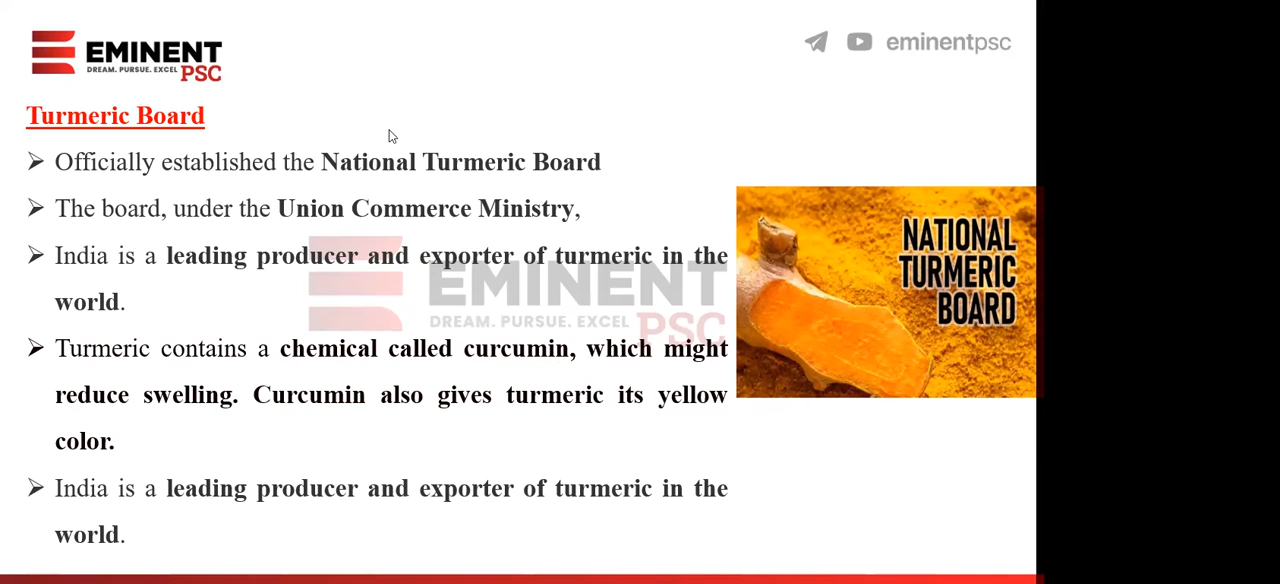 EMINENT
DREAM. PURSUE. EXCEL PSC
eminentpsc
Turmeric Board
➢ Officially established the National Turmeric Board
➢ The board, under the Union Commerce Ministry,
➢ India is a leading producer and exporter of turmeric in the
world.
➢ Turmeric contains a chemical called curcumin, which might
reduce swelling. Curcumin also gives turmeric its yellow
color.
➢ India is a leading producer and exporter of turmeric in the
world.
EMINENT
DREAM. PURSUE. EXCEL PSC
NATIONAL
TURMERIC
BOARD